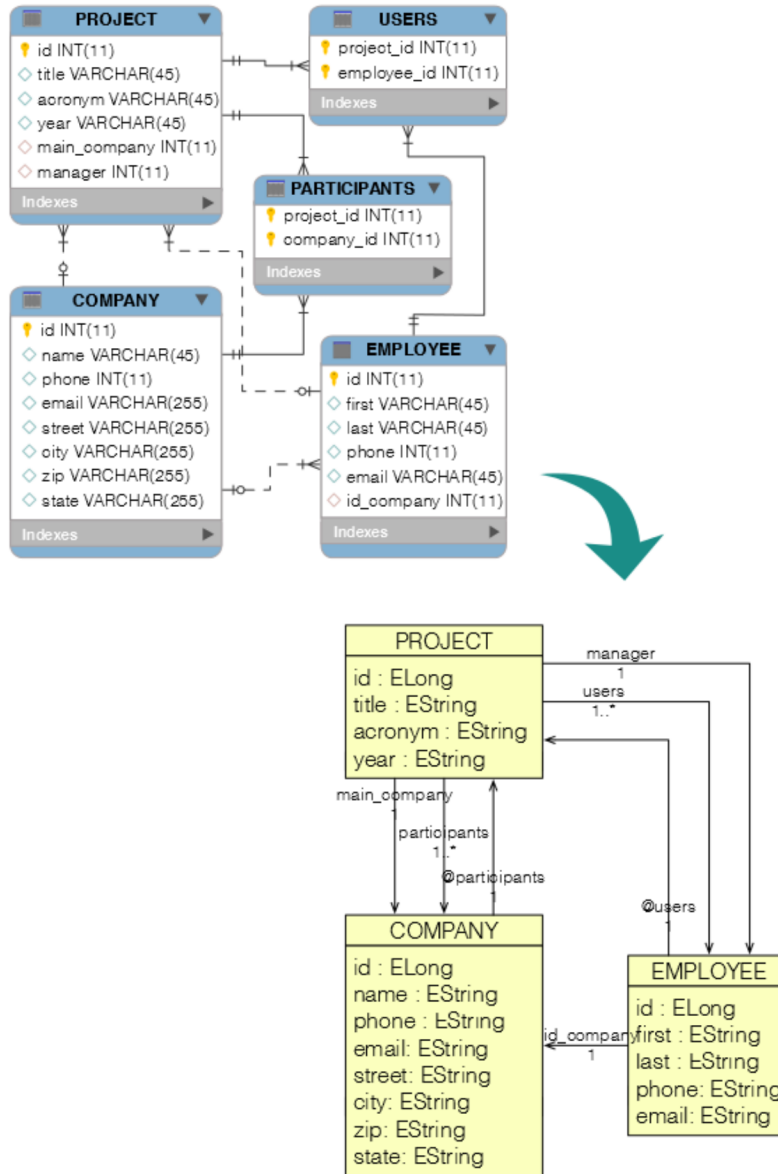 PROJECT
id INT(11)
title VARCHAR(45)
acronym VARCHAR(45)
year VARCHAR(45)
main_company INT(11)
manager INT(11)
Indexes
USERS
project_id INT(11)
employee_id INT(11)
Indexes
PARTICIPANTS
project_id INT(11)
company_id INT(11)
Indexes
COMPANY
id INT(11)
name VARCHAR(45)
phone INT(11)
email VARCHAR(255)
street VARCHAR(255)
city VARCHAR(255)
zip VARCHAR(255)
state VARCHAR(255)
Indexes
EMPLOYEE
id INT(11)
first VARCHAR(45)
last VARCHAR(45)
phone INT(11)
email VARCHAR(45)
id_company INT(11)
Indexes
PROJECT
id : ELong
title : EString
acronym : EString
year : EString
manager
1
users
1..*
main_company
1
participants
1..*
@participants
1
@users
1
COMPANY
id : ELong
name : EString
phone : EString
email: EString
street: EString
city: EString
zip: EString
state: EString
id_company
1
EMPLOYEE
id : ELong
first : EString
last : EString
phone: EString
email: EString